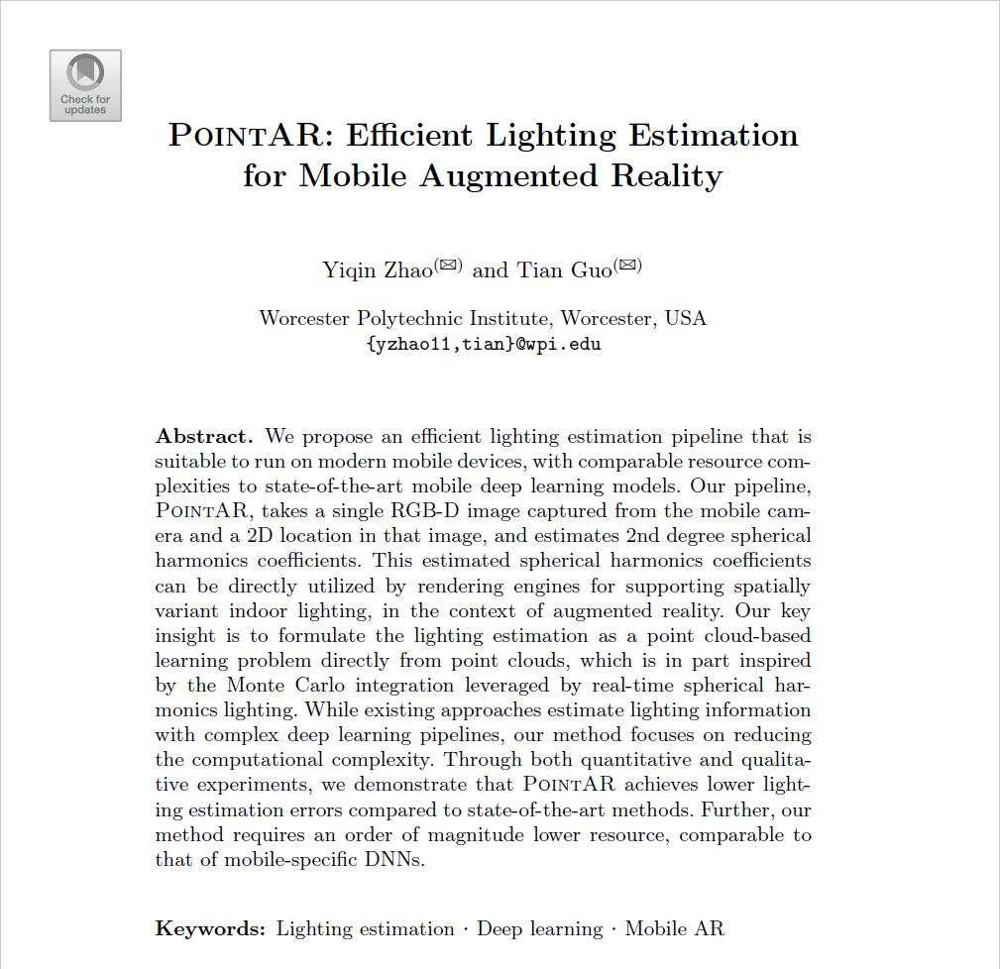 Check for
updates
POINTAR: Efficient Lighting Estimation
for Mobile Augmented Reality
Yiqin Zhao(✉) and Tian Guo(✉)
Worcester Polytechnic Institute, Worcester, USA
{yzhao11,tian}@wpi.edu
Abstract. We propose an efficient lighting estimation pipeline that is
suitable to run on modern mobile devices, with comparable resource com-
plexities to state-of-the-art mobile deep learning models. Our pipeline,
POINTAR, takes a single RGB-D image captured from the mobile cam-
era and a 2D location in that image, and estimates 2nd degree spherical
harmonics coefficients. This estimated spherical harmonics coefficients
can be directly utilized by rendering engines for supporting spatially
variant indoor lighting, in the context of augmented reality. Our key
insight is to formulate the lighting estimation as a point cloud-based
learning problem directly from point clouds, which is in part inspired
by the Monte Carlo integration leveraged by real-time spherical har-
monics lighting. While existing approaches estimate lighting information
with complex deep learning pipelines, our method focuses on reducing
the computational complexity. Through both quantitative and qualita-
tive experiments, we demonstrate that POINTAR achieves lower light-
ing estimation errors compared to state-of-the-art methods. Further, our
method requires an order of magnitude lower resource, comparable to
that of mobile-specific DNNs.
Keywords: Lighting estimation · Deep learning · Mobile AR